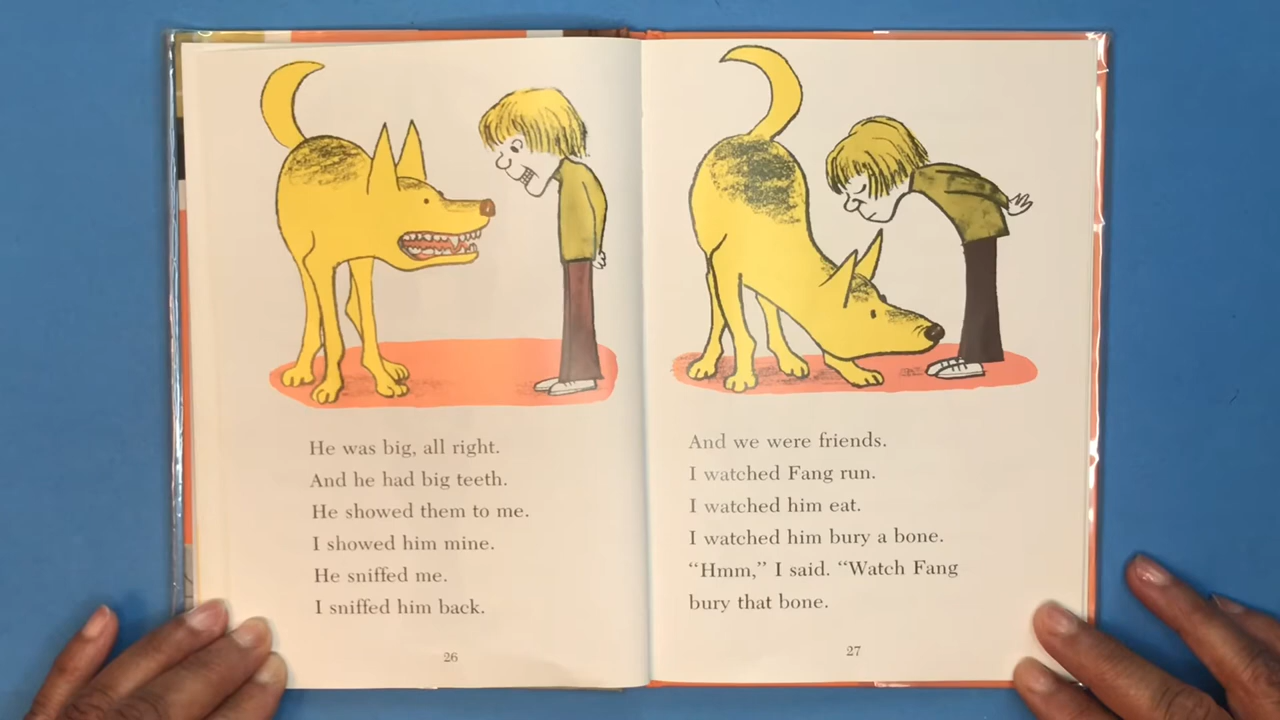 He was big, all right.
And he had big teeth.
He showed them to me.
I showed him mine.
He sniffed me.
I sniffed him back.
26
And we were friends.
I watched Fang run.
I watched him eat.
I watched him bury a bone.
“Hmm,” I said. “Watch Fang
bury that bone.
27